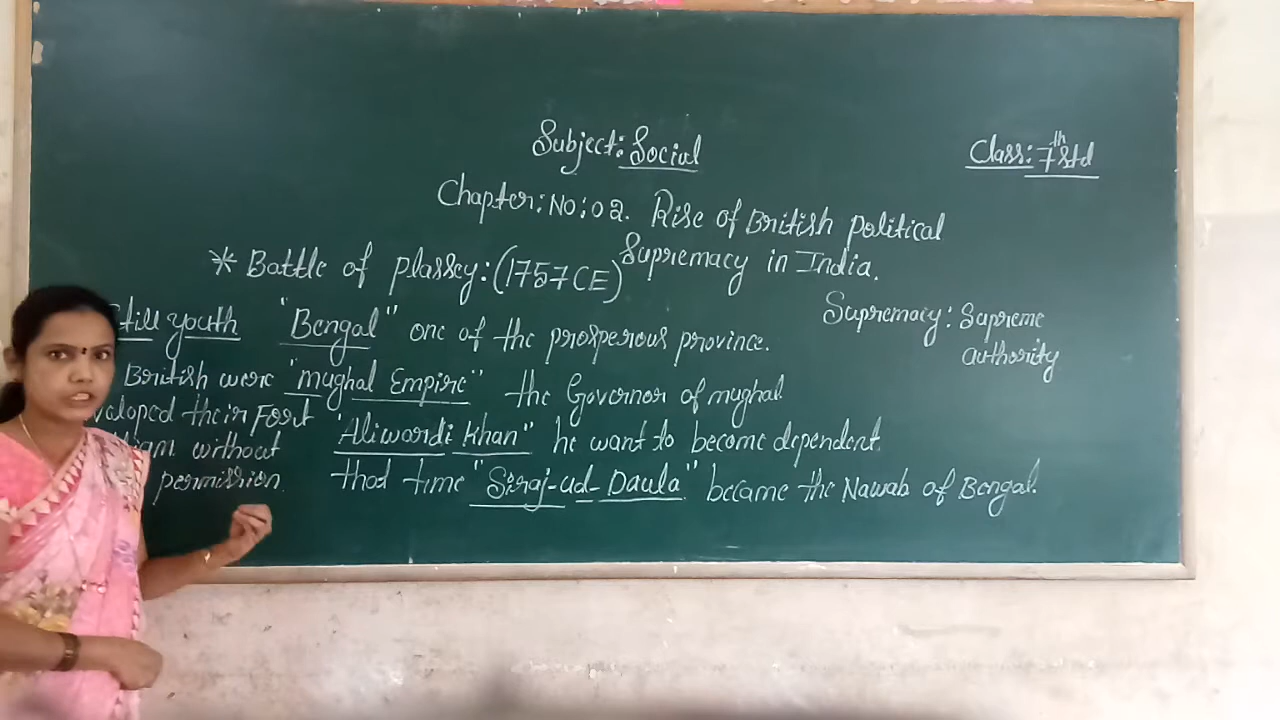 Subject: Social
Class: 7th Std
Chapter: No: 02. Rise of British political
Supremacy in India.
* Battle of plassey: (1757CE)
Supremacy: Supreme
authority
Still youth "Bengal" one of the prosperous province.
British were "mughal Empire" the Governor of mughal
their Fort "Aliwardi Khan" he want to become dependent.
without
permission. that time "Siraj-ud-Daula" became the Nawab of Bengal.